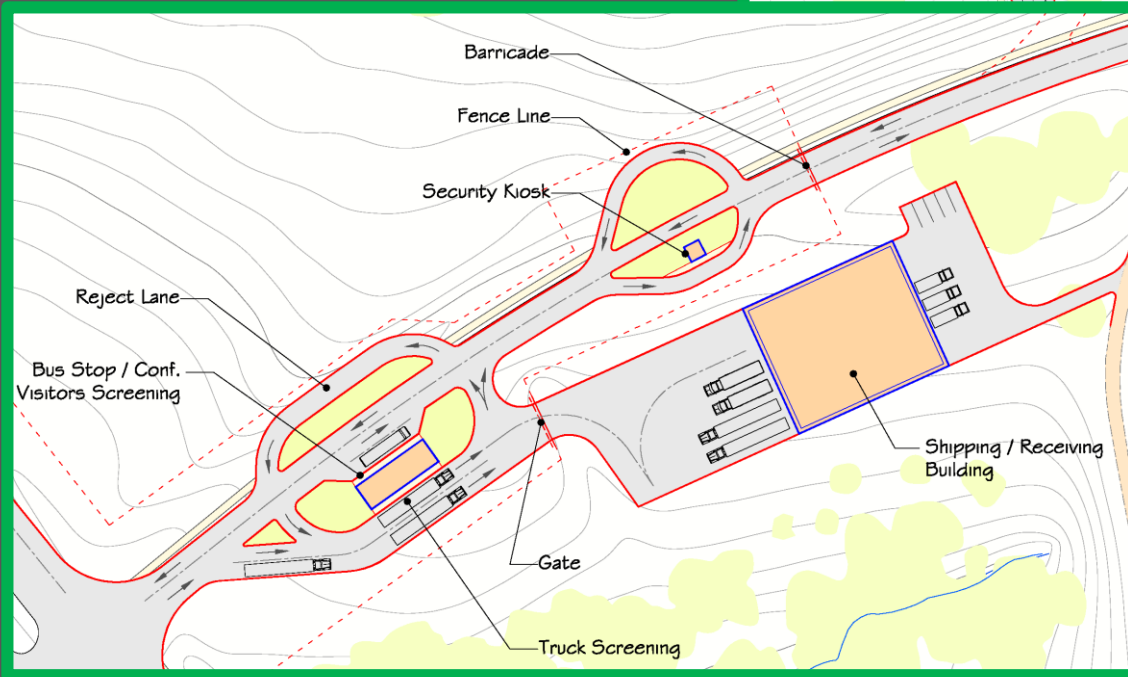 Barricade
Fence Line
Security Kiosk
Reject Lane
Bus Stop / Conf.
Visitors Screening
Shipping / Receiving
Building
Gate
Truck Screening